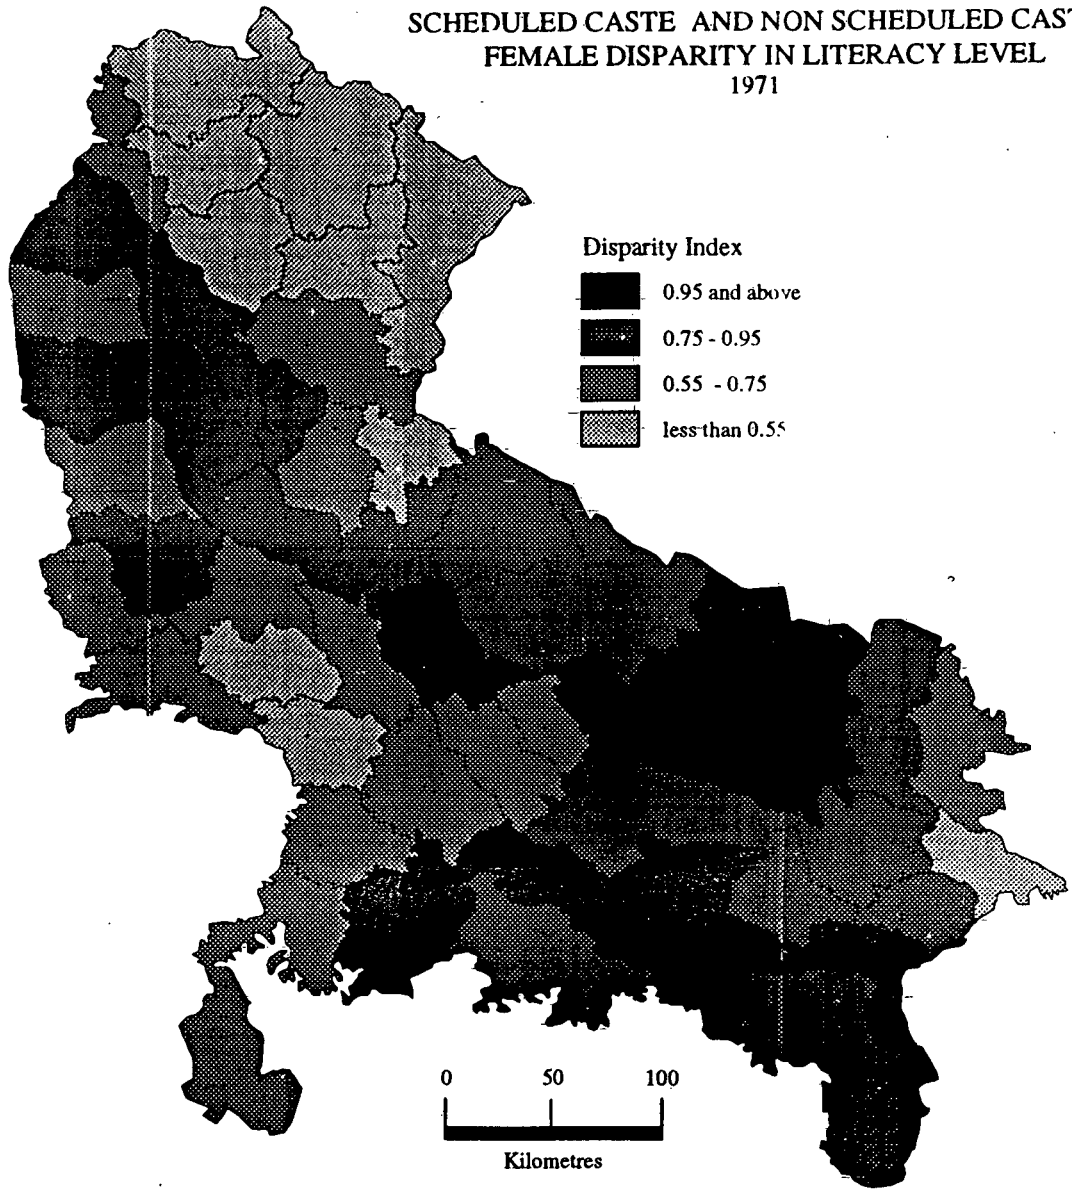 SCHEDULED CASTE AND NON SCHEDULED CAS
FEMALE DISPARITY IN LITERACY LEVEL
1971
Disparity Index
0.95 and above
0.75 - 0.95
0.55 - 0.75
less than 0.55
0 50 100
Kilometres